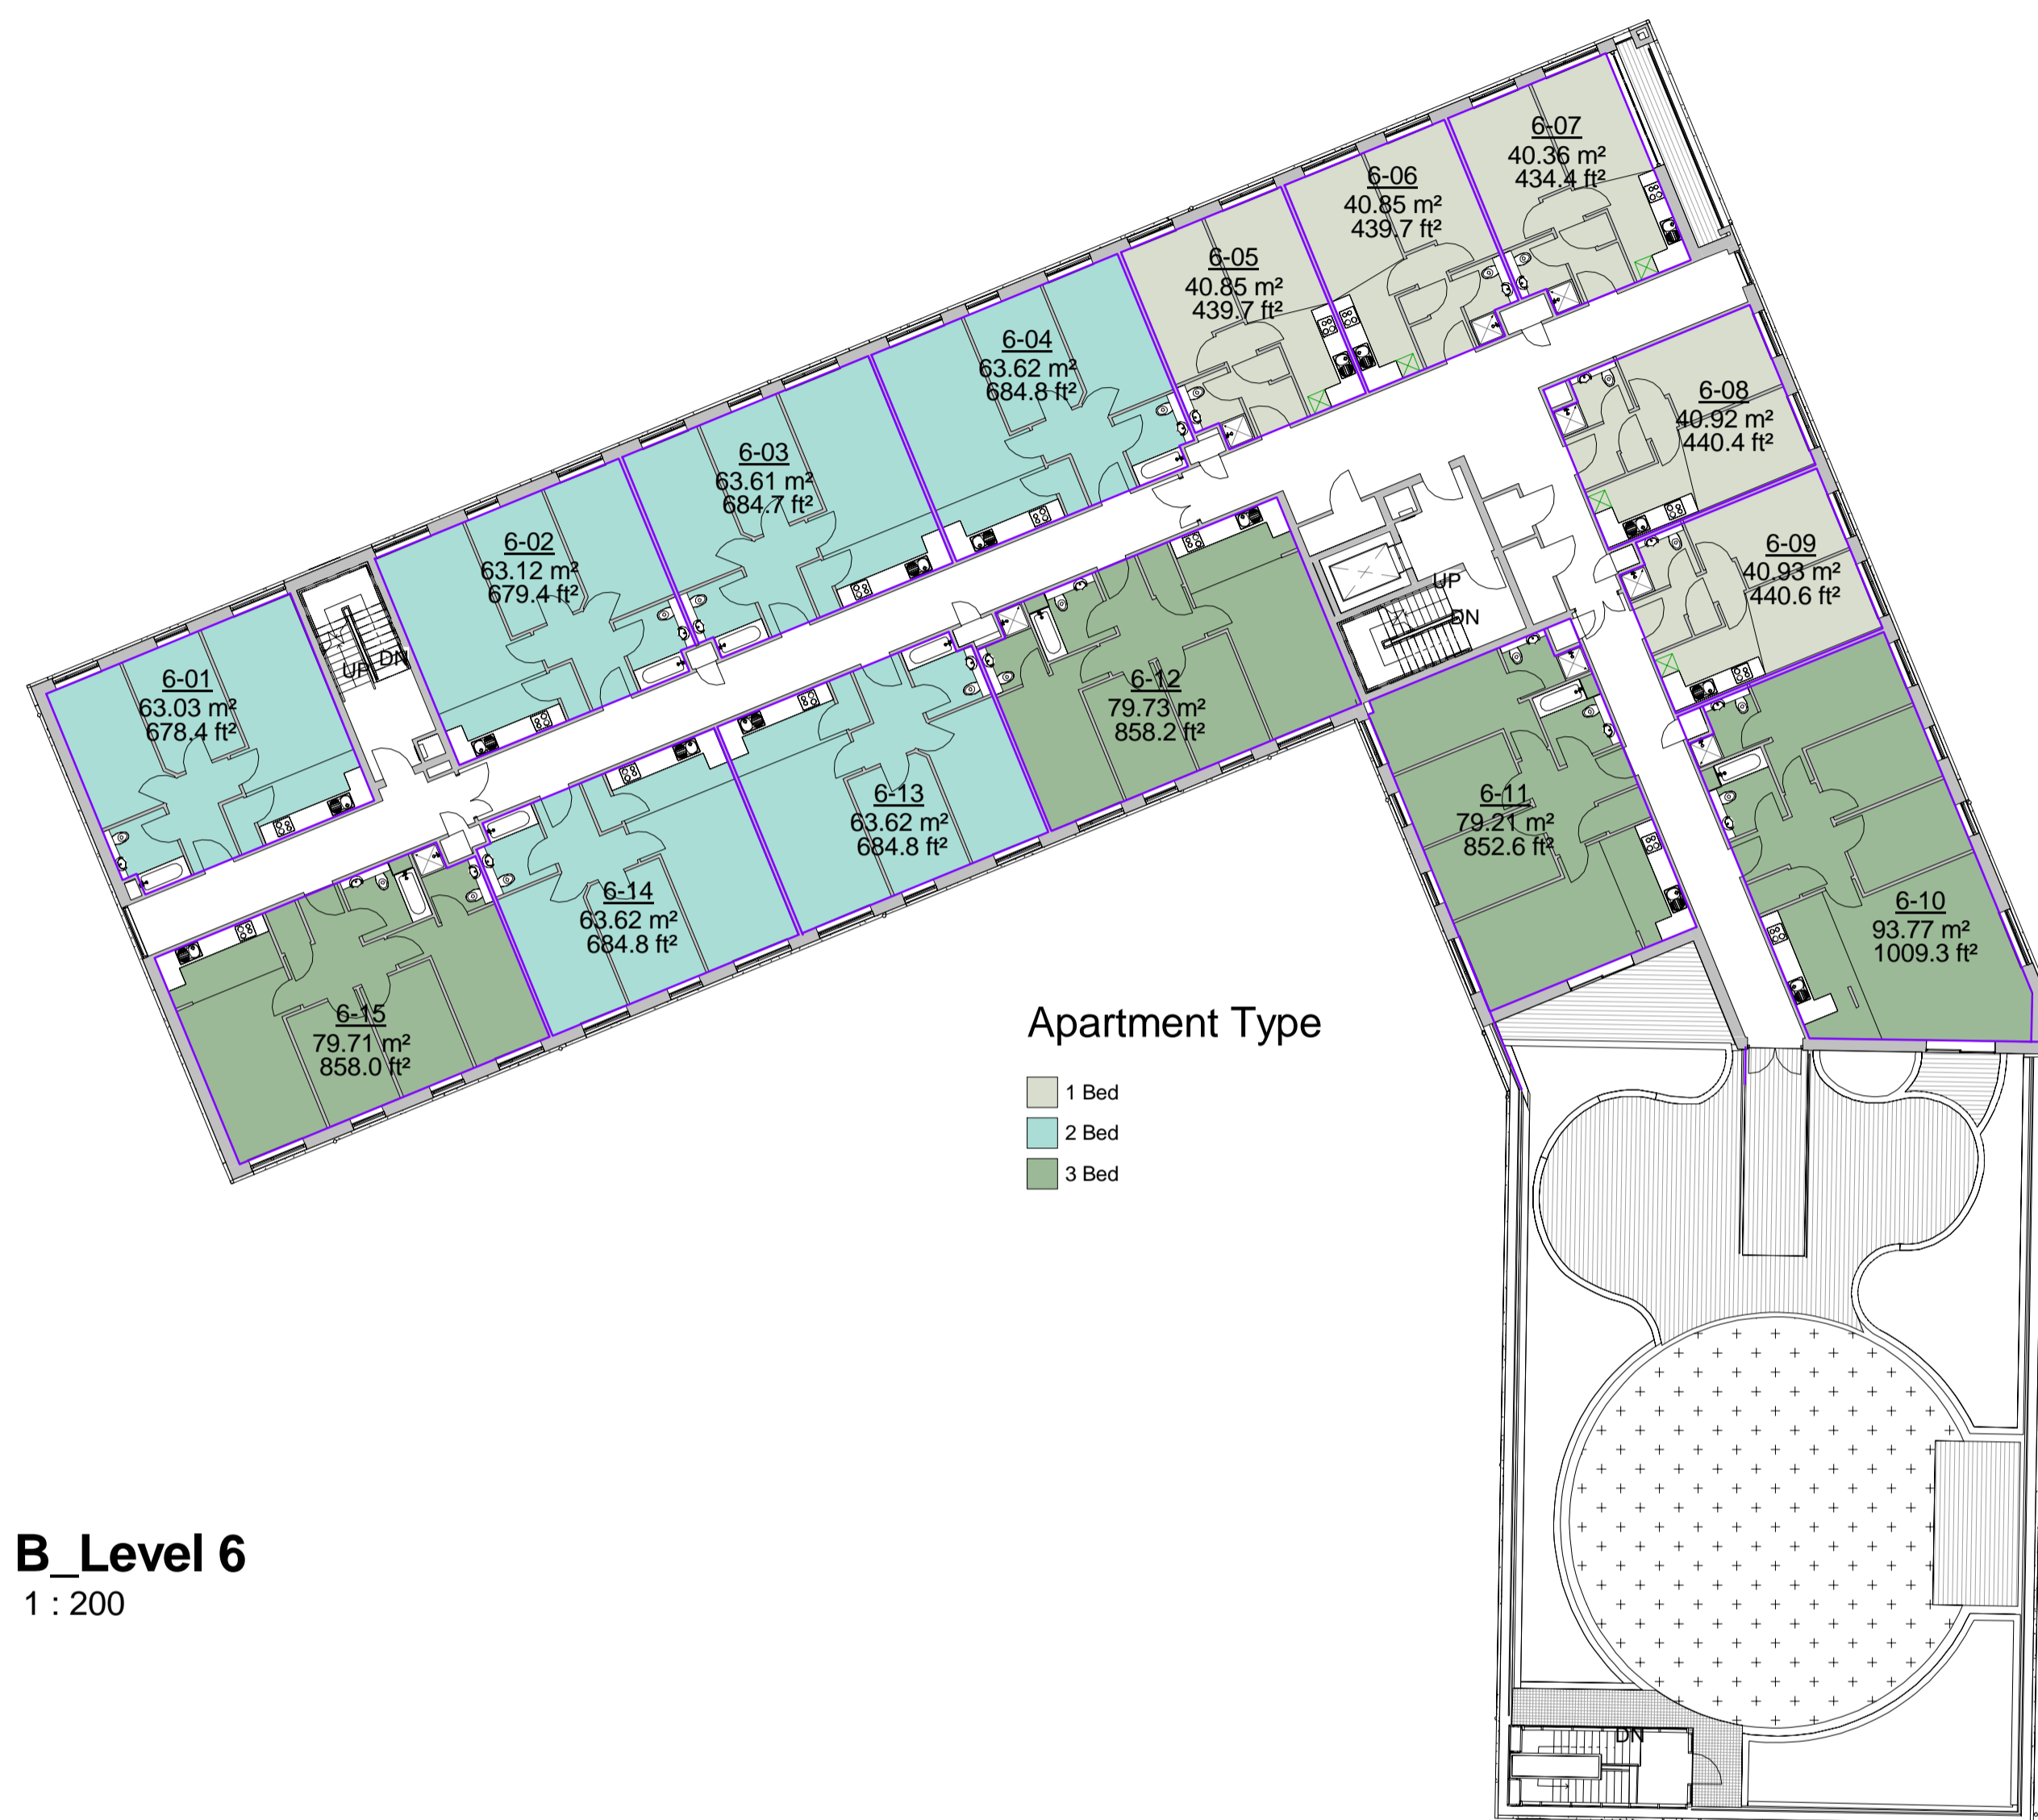 6-07
40.36 m²
434.4 ft²
6-06
40.85 m²
439.7 ft²
6-05
40.85 m²
439.7 ft²
6-04
63.62 m²
684.8 ft²
6-08
40.92 m²
440.4 ft²
6-03
63.61 m²
684.7 ft²
6-02
63.12 m²
679.4 ft²
6-09
40.93 m²
440.6 ft²
UP
DN
UP
DN
6-01
63.03 m²
678.4 ft²
6-12
79.73 m²
858.2 ft²
6-13
63.62 m²
684.8 ft²
6-11
79.21 m²
852.6 ft²
6-14
63.62 m²
684.8 ft²
6-10
93.77 m²
1009.3 ft²
6-15
79.71 m²
858.0 ft²
Apartment Type
1 Bed
2 Bed
3 Bed
B_Level 6
1 : 200
DN